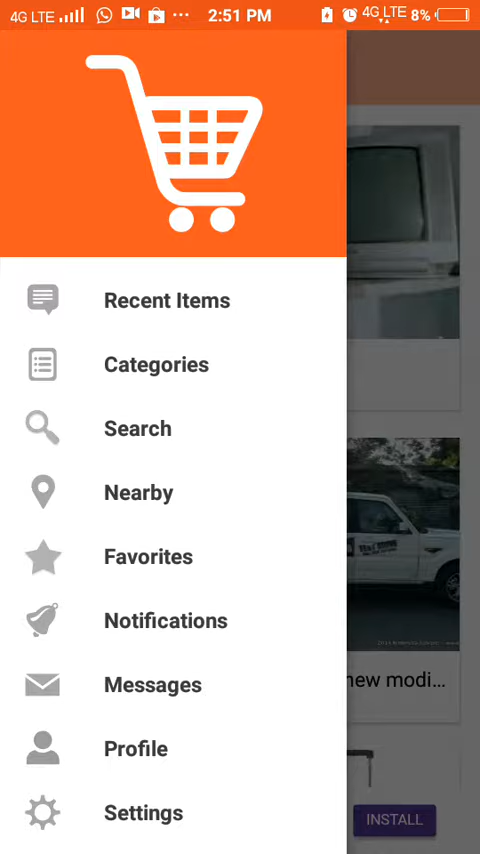 4G LTE 2:51 PM 4G LTE 8%
Recent Items
Categories
Search
Nearby
Favorites
Notifications
Messages
new modi...
Profile
Settings
INSTALL